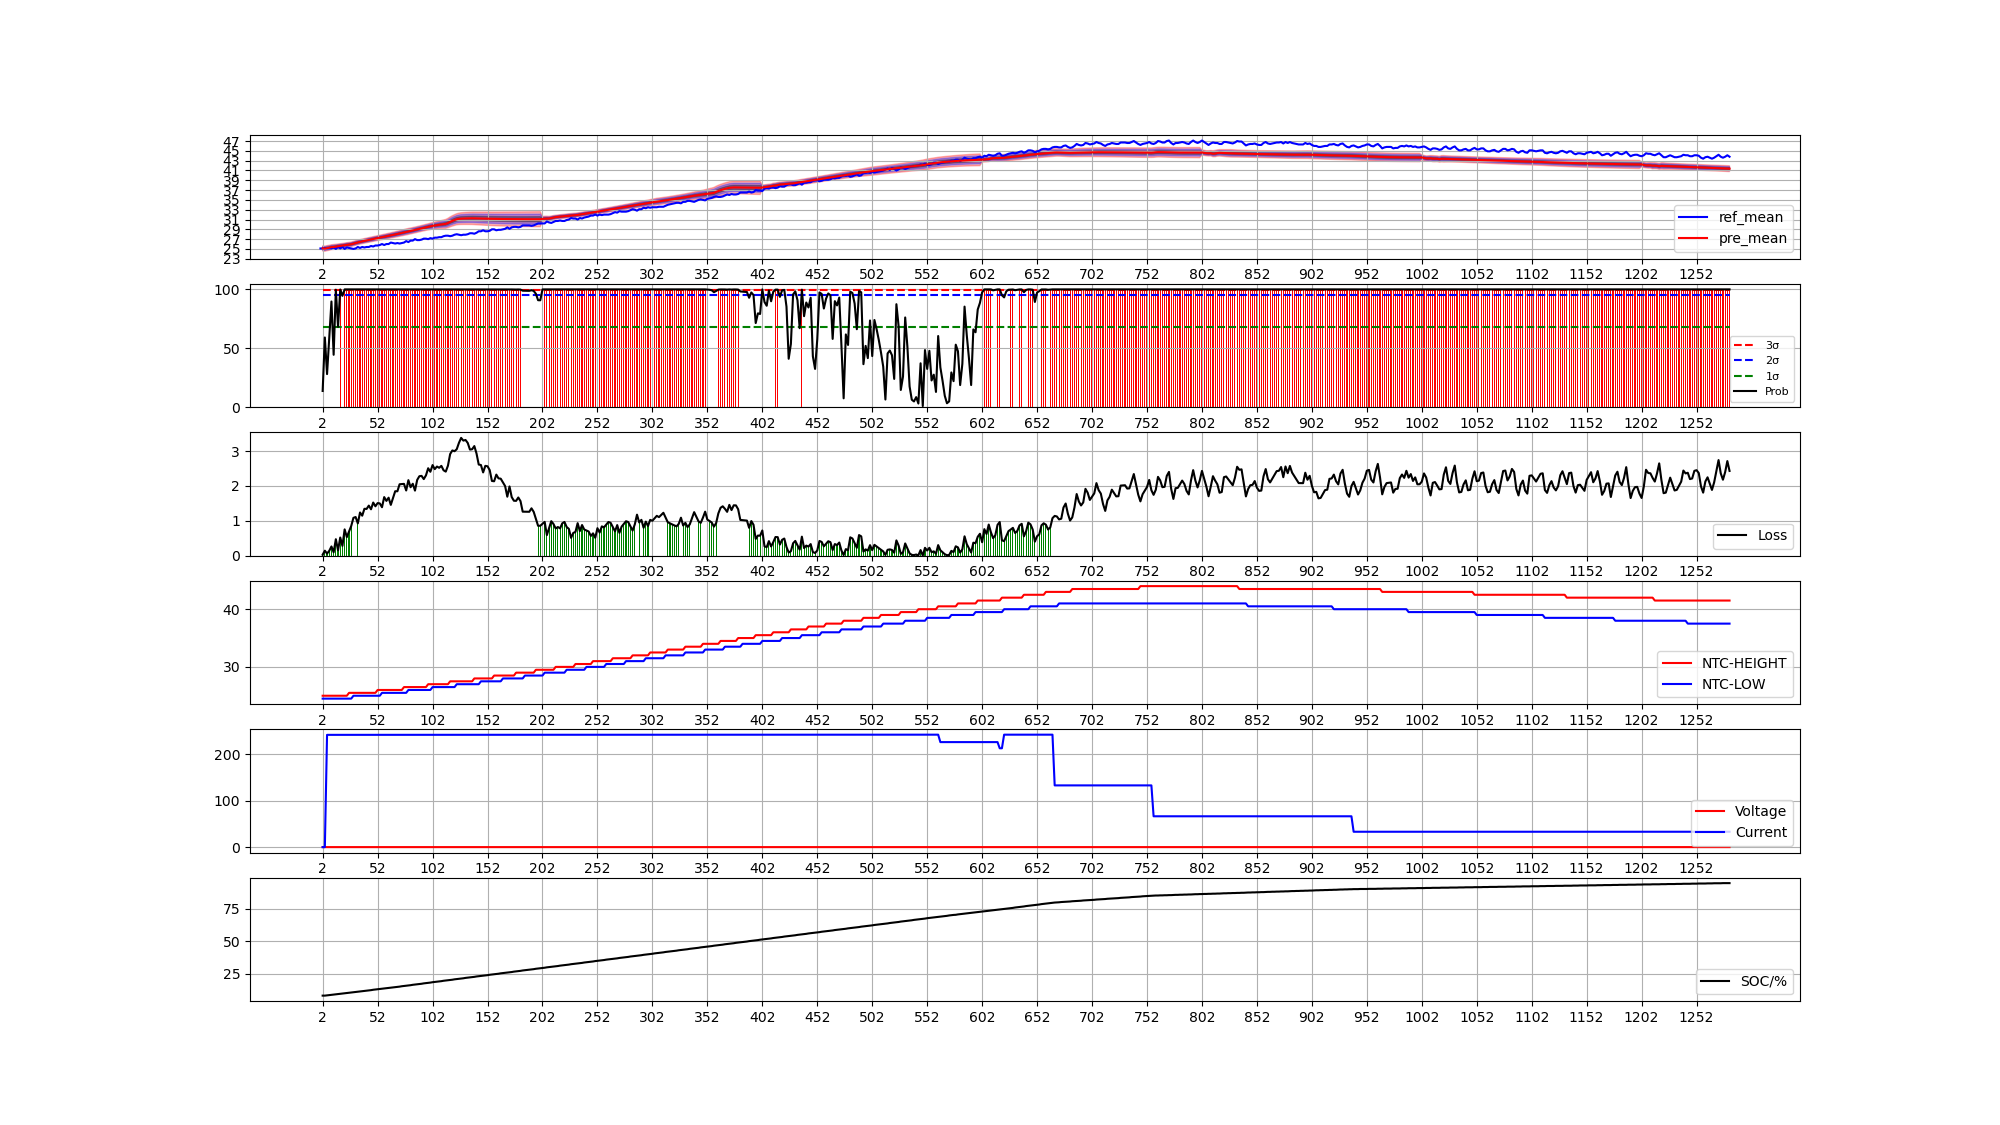 47
45
43
41
39
37
35
33
31
29
27
25
23
ref_mean
pre_mean
2 52 102 152 202 252 302 352 402 452 502 552 602 652 702 752 802 852 902 952 1002 1052 1102 1152 1202 1252
100
50
0
3σ
2σ
1σ
Prob
2 52 102 152 202 252 302 352 402 452 502 552 602 652 702 752 802 852 902 952 1002 1052 1102 1152 1202 1252
3
2
1
0
Loss
2 52 102 152 202 252 302 352 402 452 502 552 602 652 702 752 802 852 902 952 1002 1052 1102 1152 1202 1252
40
30
NTC-HEIGHT
NTC-LOW
2 52 102 152 202 252 302 352 402 452 502 552 602 652 702 752 802 852 902 952 1002 1052 1102 1152 1202 1252
200
100
0
Voltage
Current
2 52 102 152 202 252 302 352 402 452 502 552 602 652 702 752 802 852 902 952 1002 1052 1102 1152 1202 1252
75
50
25
SOC/%
2 52 102 152 202 252 302 352 402 452 502 552 602 652 702 752 802 852 902 952 1002 1052 1102 1152 1202 1252